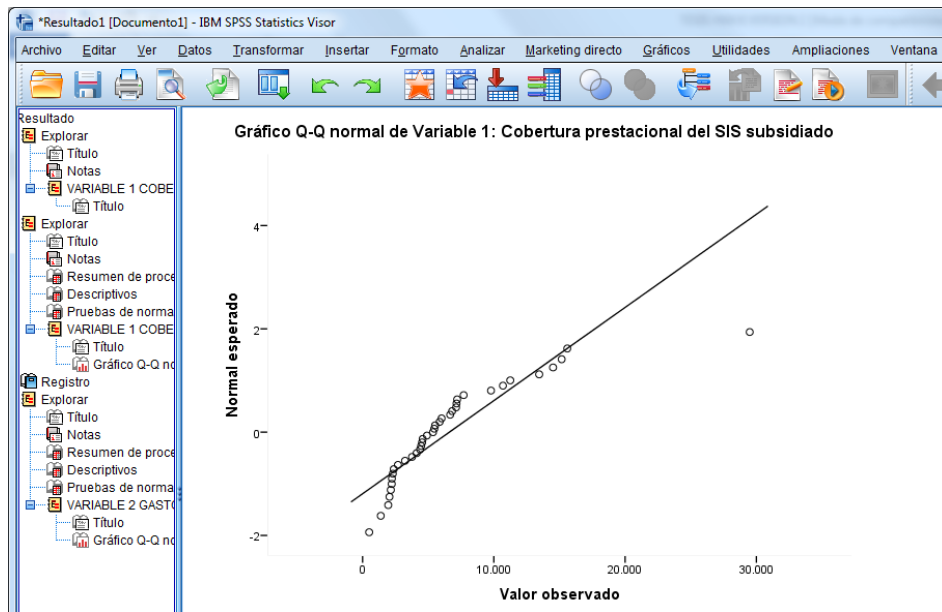 *Resultado1 [Documento1] - IBM SPSS Statistics Visor
Archivo Editar Ver Datos Transformar Insertar Formato Analizar Marketing directo Gráficos Utilidades Ampliaciones Ventana
Resultado
Explorar
Título
Notas
VARIABLE 1 COBE
Título
Explorar
Título
Notas
Resumen de proce
Descriptivos
Pruebas de norma
VARIABLE 1 COBE
Título
Gráfico Q-Q no
Registro
Explorar
Título
Notas
Resumen de proce
Descriptivos
Pruebas de norma
VARIABLE 2 GASTO
Título
Gráfico Q-Q no
Gráfico Q-Q normal de Variable 1: Cobertura prestacional del SIS subsidiado
Normal esperado
4
2
0
-2
0 10.000 20.000 30.000
Valor observado